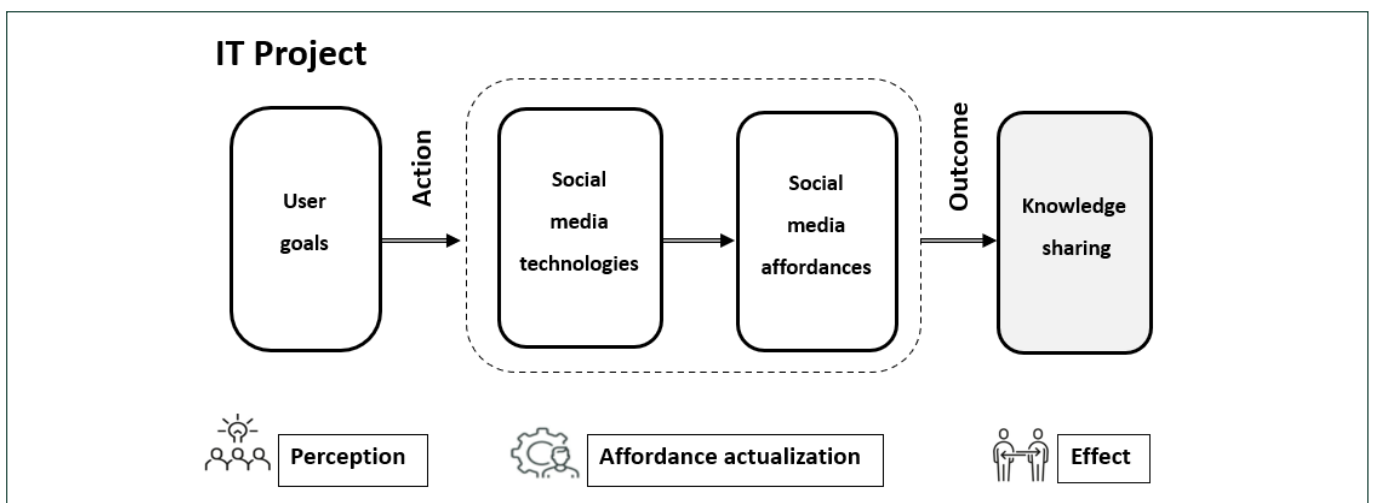 IT Project
User
goals
Action
Social
media
technologies
Social
media
affordances
Outcome
Knowledge
sharing
Perception
Affordance actualization
Effect